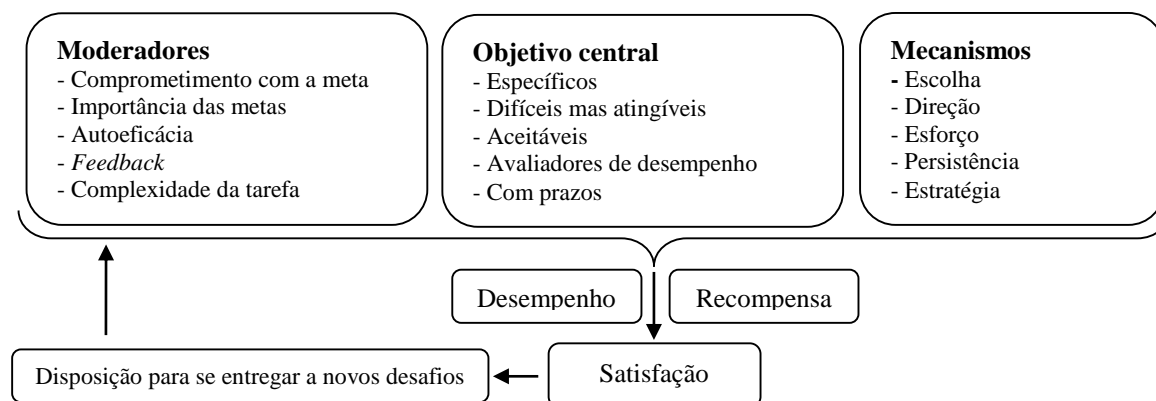 Moderadores
- Comprometimento com a meta
- Importância das metas
- Autoeficácia
- Feedback
- Complexidade da tarefa
Objetivo central
- Específicos
- Difíceis mas atingíveis
- Aceitáveis
- Avaliadores de desempenho
- Com prazos
Mecanismos
- Escolha
- Direção
- Esforço
- Persistência
- Estratégia
Desempenho
Recompensa
Disposição para se entregar a novos desafios
Satisfação